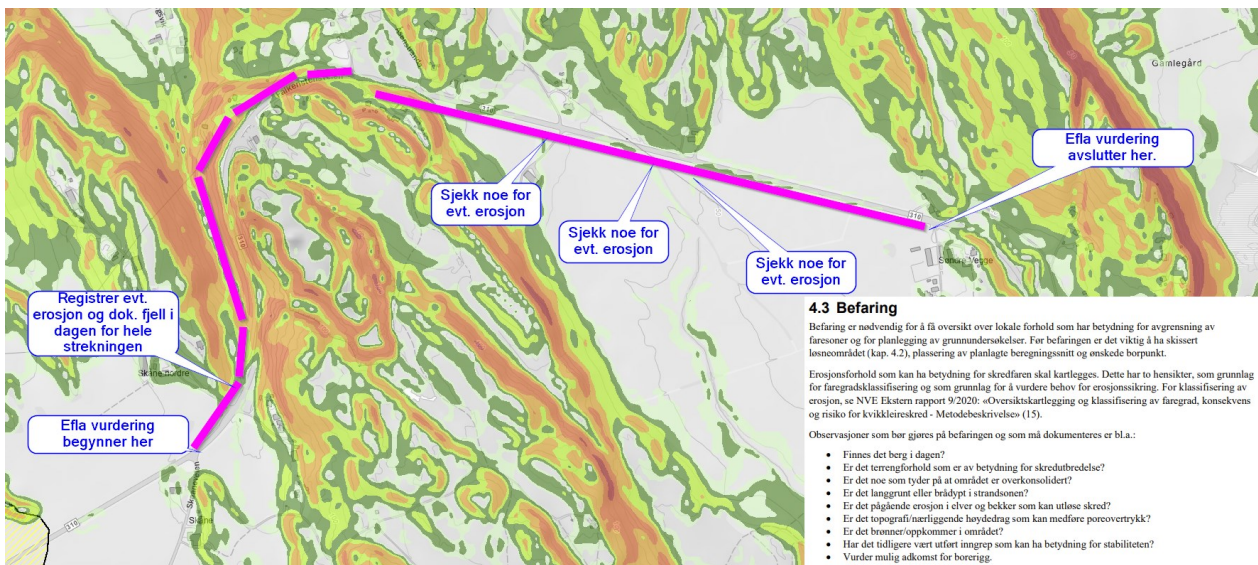 Gamlegård
310
Efla vurdering
avslutter her.
Sjekk noe for
evt. erosjon
Sjekk noe for
evt. erosjon
Sjekk noe for
evt. erosjon
310
Søndre Vegge
310
Registrer evt.
erosjon og dok. fjell i
dagen for hele
strekningen
Skåne nordre
Efla vurdering
begynner her
Skåne
310
4.3 Befaring
Befaring er nødvendig for å få oversikt over lokale forhold som har betydning for avgrensning av
faresoner og for planlegging av grunnundersøkelser. Før befaringen er det viktig å ha skissert
løsneområdet (kap. 4.2), plassering av planlagte beregningssnitt og ønskede borpunkt.
Erosjonsforhold som kan ha betydning for skredfaren skal kartlegges. Dette har to hensikter, som grunnlag
for faregradsklassifisering og som grunnlag for å vurdere behov for erosjonssikring. For klassifisering av
erosjon, se NVE Ekstern rapport 9/2020: «Oversiktskartlegging og klassifisering av faregrad, konsekvens
og risiko for kvikkleireskred - Metodebeskrivelse» (15).
Observasjoner som bør gjøres på befaringen og som må dokumenteres er bl.a.:
• Finnes det berg i dagen?
• Er det terrengforhold som er av betydning for skredutbredelse?
• Er det noe som tyder på at området er overkonsolidert?
• Er det langgrunt eller brådypt i strandsonen?
• Er det pågående erosjon i elver og bekker som kan utløse skred?
• Er det topografi/nærliggende høydedrag som kan medføre poreovertrykk?
• Er det brønner/oppkommer i området?
• Har det tidligere vært utført inngrep som kan ha betydning for stabiliteten?
• Vurder mulig adkomst for borerigg.